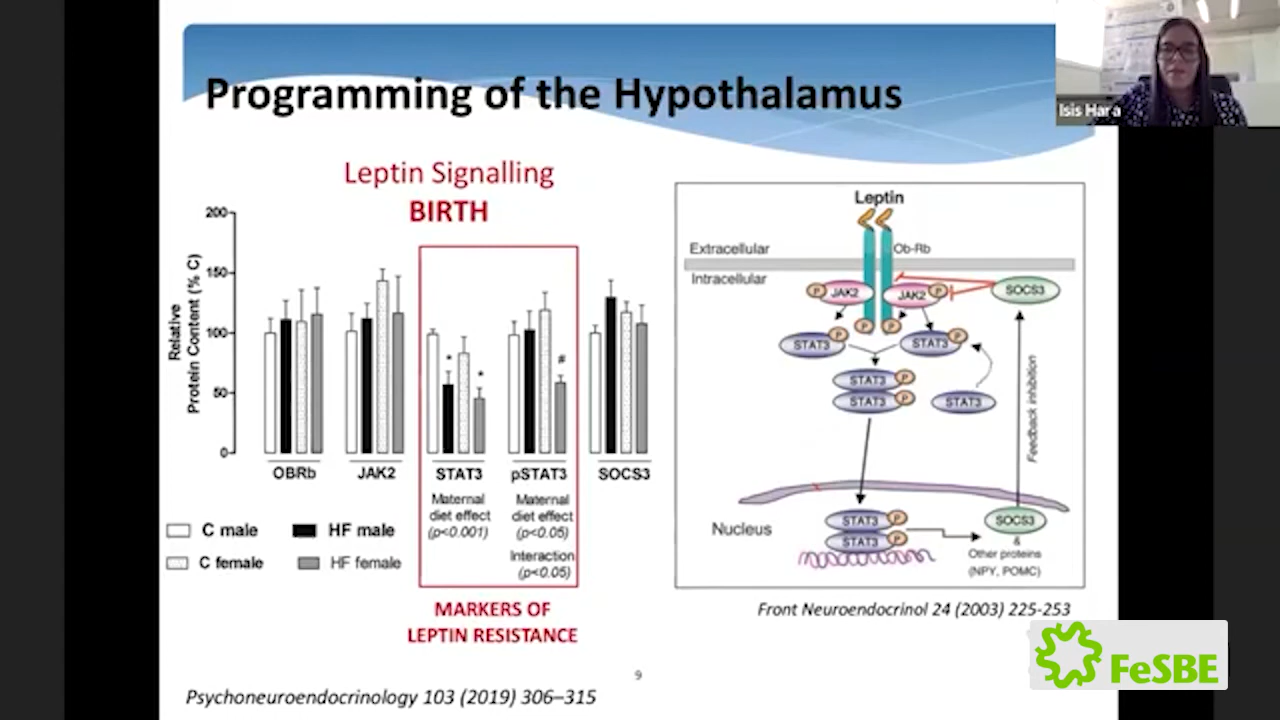 Programming of the Hypothalamus
Isis Hara
Leptin Signalling
BIRTH
Relative
Protein Content (% C)
200
150
100
50
0
*
*
#
OBRb
JAK2
STAT3
pSTAT3
SOCS3
Maternal
diet effect
(p<0.001)
Maternal
diet effect
(p<0.05)
Interaction
(p<0.05)
C male
HF male
C female
HF female
MARKERS OF
LEPTIN RESISTANCE
Leptin
Extracellular
Ob-Rb
Intracellular
P
JAK2
JAK2
P
SOCS3
P
P
STAT3
P
STAT3
P
STAT3
P
STAT3
P
STAT3
Feedback inhibition
Nucleus
STAT3
P
STAT3
P
SOCS3
&
Other proteins
(NPY, POMC)
Front Neuroendocrinol 24 (2003) 225-253
FeSBE
9
Psychoneuroendocrinology 103 (2019) 306–315